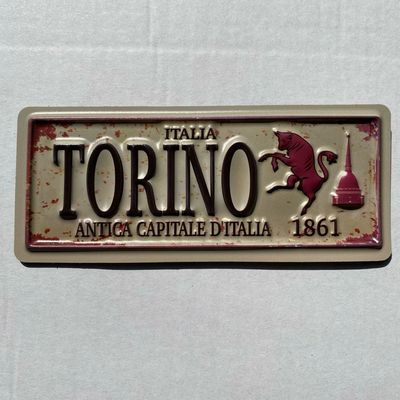 ITALIA
TORINO
ANTICA CAPITALE D'ITALIA 1861